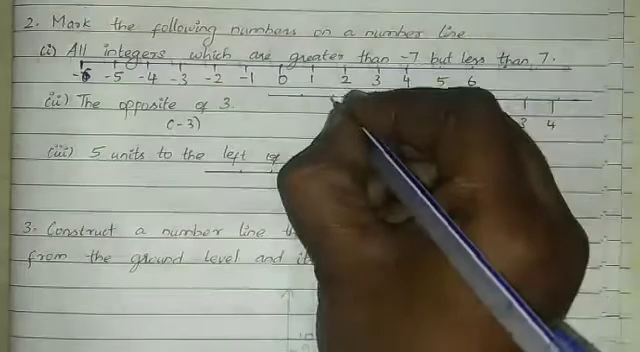 2. Mark the following numbers on a number line
(i) All integers which are greater than -7 but less than 7.
-6 -5 -4 -3 -2 -1 0 1 2 3 4 5 6
(ii) The opposite of 3.
3 4
(-3)
(iii) 5 units to the left of
3. Construct a number line
from the ground level and